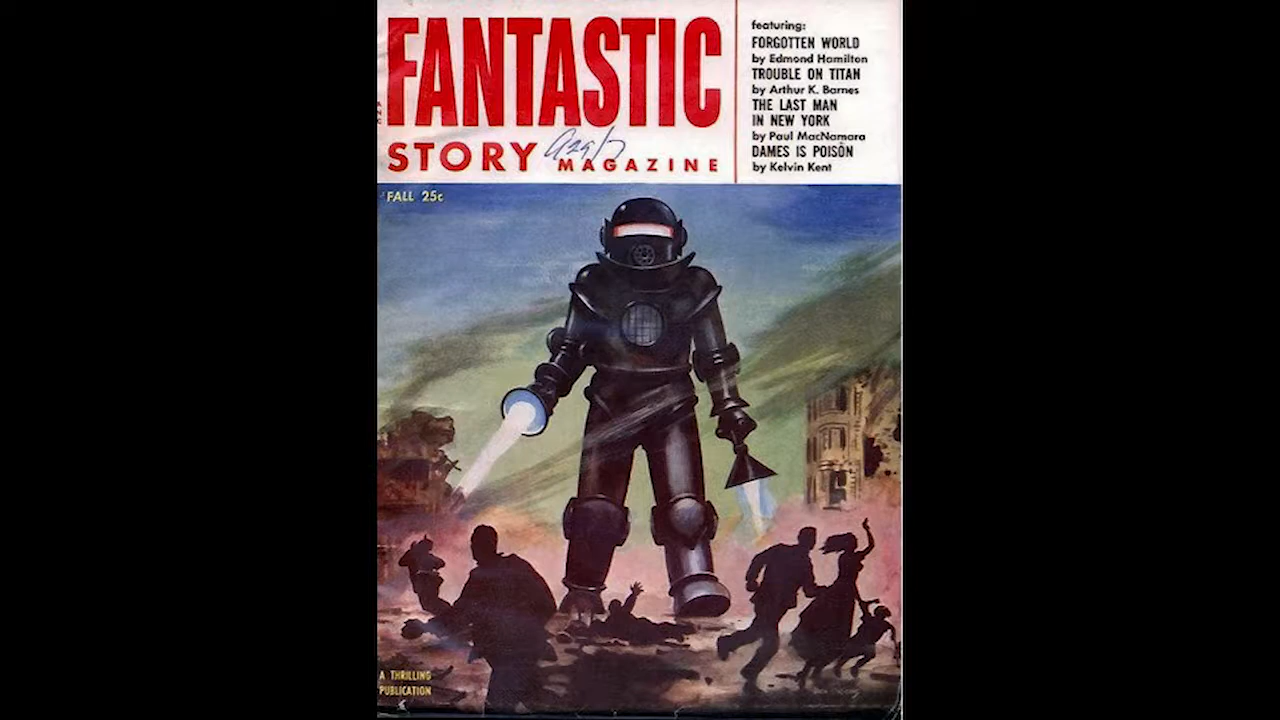 FANTASTIC
STORY MAGAZINE
featuring:
FORGOTTEN WORLD
by Edmond Hamilton
TROUBLE ON TITAN
by Arthur K. Barnes
THE LAST MAN
IN NEW YORK
by Paul MacNamara
DAMES IS POISON
by Kelvin Kent
FALL 25c
A THRILLING
PUBLICATION